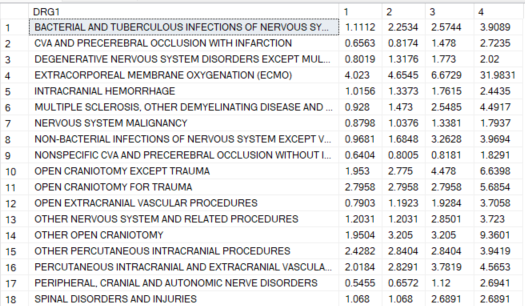 DRG1 1 2 3 4
1 BACTERIAL AND TUBERCULOUS INFECTIONS OF NERVOUS SY... 1.1112 2.2534 2.5744 3.9089
2 CVA AND PRECEREBRAL OCCLUSION WITH INFARCTION 0.6563 0.8174 1.478 2.7235
3 DEGENERATIVE NERVOUS SYSTEM DISORDERS EXCEPT MUL... 0.8019 1.3176 1.773 2.02
4 EXTRACORPOREAL MEMBRANE OXYGENATION (ECMO) 4.023 4.6545 6.6729 31.9831
5 INTRACRANIAL HEMORRHAGE 1.0156 1.3373 1.7615 2.4435
6 MULTIPLE SCLEROSIS, OTHER DEMYELINATING DISEASE AND ... 0.928 1.473 2.5485 4.4917
7 NERVOUS SYSTEM MALIGNANCY 0.8798 1.0376 1.3381 1.7937
8 NON-BACTERIAL INFECTIONS OF NERVOUS SYSTEM EXCEPT V... 0.9681 1.6848 3.2628 3.9694
9 NONSPECIFIC CVA AND PRECEREBRAL OCCLUSION WITHOUT I... 0.6404 0.8005 0.8181 1.8291
10 OPEN CRANIOTOMY EXCEPT TRAUMA 1.953 2.775 4.478 6.6398
11 OPEN CRANIOTOMY FOR TRAUMA 2.7958 2.7958 2.7958 5.6854
12 OPEN EXTRACRANIAL VASCULAR PROCEDURES 0.7903 1.1923 1.9284 3.7058
13 OTHER NERVOUS SYSTEM AND RELATED PROCEDURES 1.2031 1.2031 2.8501 3.723
14 OTHER OPEN CRANIOTOMY 1.9504 3.205 3.205 9.3601
15 OTHER PERCUTANEOUS INTRACRANIAL PROCEDURES 2.4282 2.8404 2.8404 3.9419
16 PERCUTANEOUS INTRACRANIAL AND EXTRACRANIAL VASCULA... 2.0184 2.8291 3.7819 4.5653
17 PERIPHERAL, CRANIAL AND AUTONOMIC NERVE DISORDERS 0.5455 0.6572 1.12 2.6941
18 SPINAL DISORDERS AND INJURIES 1.068 1.068 2.6891 2.6891